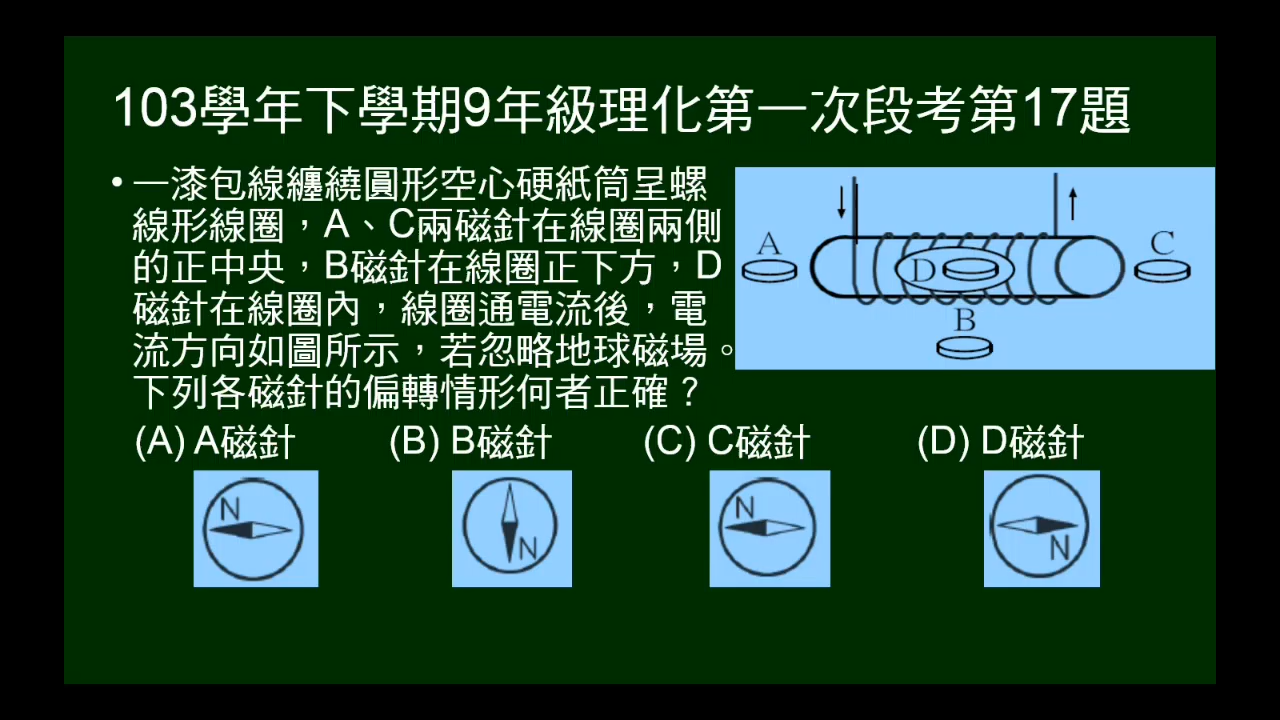 103學年下學期9年級理化第一次段考第17題
•一漆包線纏繞圓形空心硬紙筒呈螺
線形線圈，A、C兩磁針在線圈兩側
的正中央，B磁針在線圈正下方，D
磁針在線圈內，線圈通電流後，電
流方向如圖所示，若忽略地球磁場。
下列各磁針的偏轉情形何者正確？
A
D
C
B
(A) A磁針 (B) B磁針 (C) C磁針 (D) D磁針
N
N
N
N